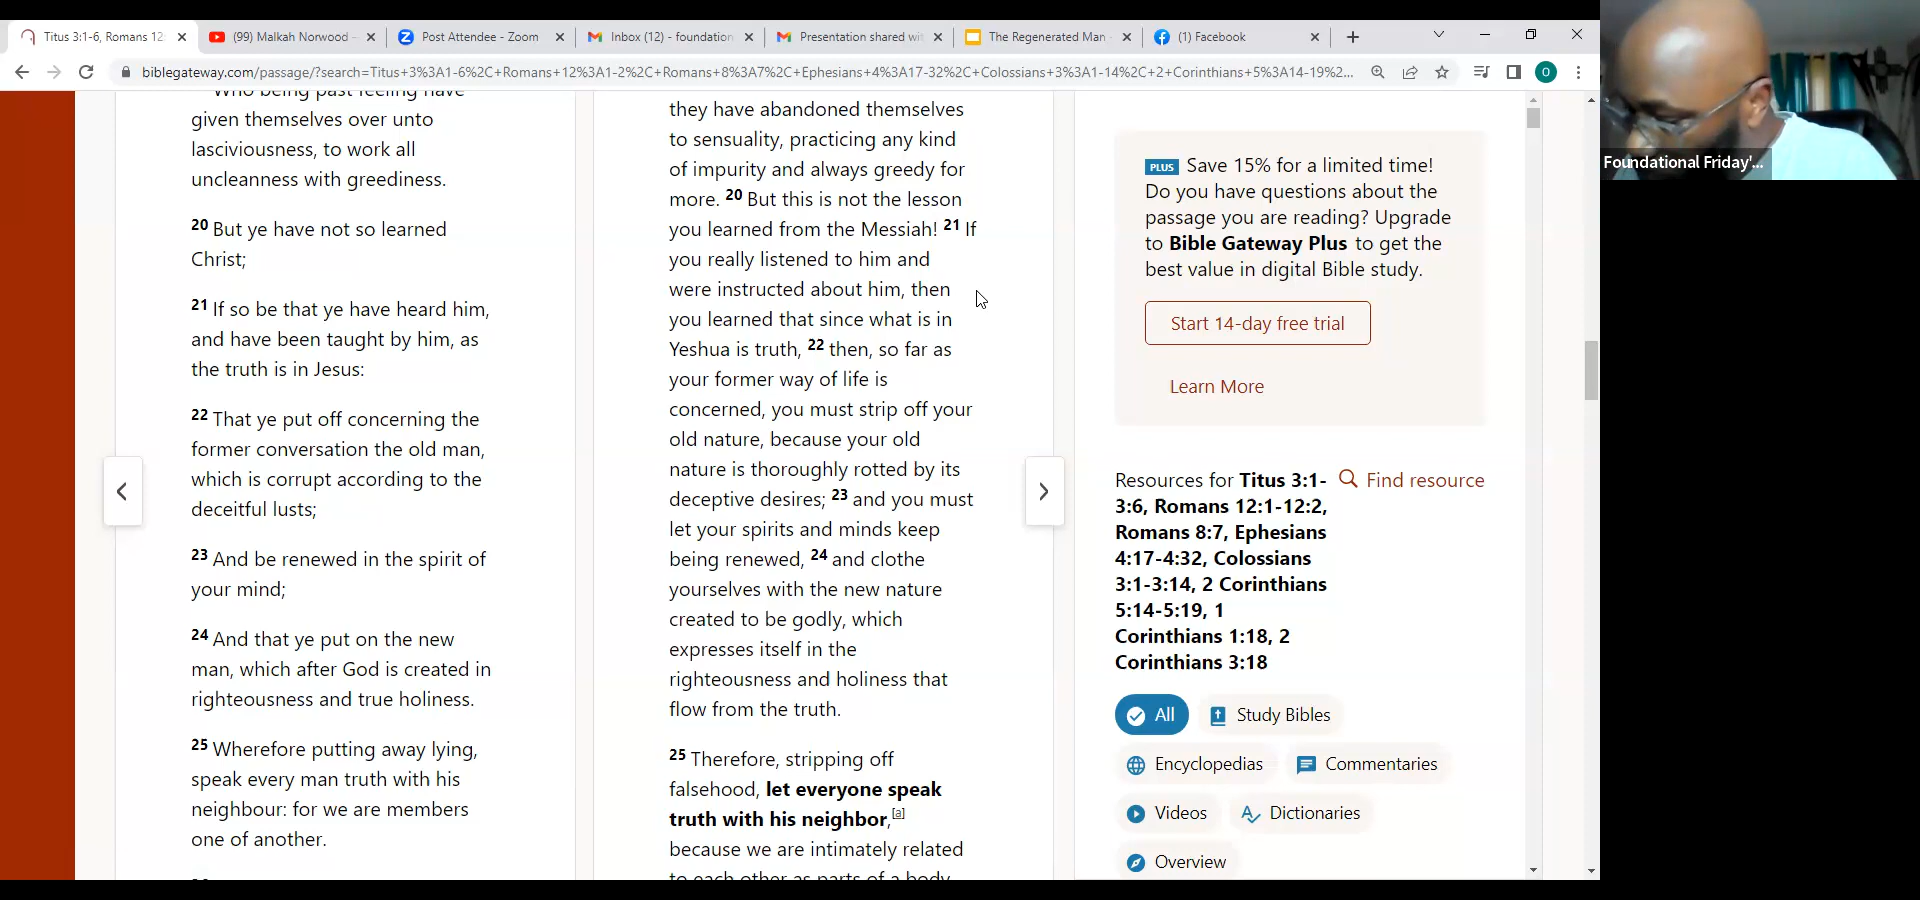 Titus 3:1-6, Romans 12:
(99) Malkah Norwood -
Post Attendee - Zoom
Inbox (12) - foundation
Presentation shared wi
The Regenerated Man -
(1) Facebook
biblegateway.com/passage/?search=Titus+3%3A1-6%2C+Romans+12%3A1-2%2C+Romans+8%3A7%2C+Ephesians+4%3A17-32%2C+Colossians+3%3A1-14%2C+2+Corinthians+5%3A14-19%2...
O
Foundational Friday'...
Who being past feeling have
given themselves over unto
lasciviousness, to work all
uncleanness with greediness.
20 But ye have not so learned
Christ;
21 If so be that ye have heard him,
and have been taught by him, as
the truth is in Jesus:
22 That ye put off concerning the
former conversation the old man,
which is corrupt according to the
deceitful lusts;
23 And be renewed in the spirit of
your mind;
24 And that ye put on the new
man, which after God is created in
righteousness and true holiness.
25 Wherefore putting away lying,
speak every man truth with his
neighbour: for we are members
one of another.
they have abandoned themselves
to sensuality, practicing any kind
of impurity and always greedy for
more. 20 But this is not the lesson
you learned from the Messiah! 21 If
you really listened to him and
were instructed about him, then
you learned that since what is in
Yeshua is truth, 22 then, so far as
your former way of life is
concerned, you must strip off your
old nature, because your old
nature is thoroughly rotted by its
deceptive desires; 23 and you must
let your spirits and minds keep
being renewed, 24 and clothe
yourselves with the new nature
created to be godly, which
expresses itself in the
righteousness and holiness that
flow from the truth.
25 Therefore, stripping off
falsehood, let everyone speak
truth with his neighbor,[a]
because we are intimately related
to each other as parts of a body
PLUS Save 15% for a limited time!
Do you have questions about the
passage you are reading? Upgrade
to Bible Gateway Plus to get the
best value in digital Bible study.
Start 14-day free trial
Learn More
Resources for Titus 3:1-
3:6, Romans 12:1-12:2,
Romans 8:7, Ephesians
4:17-4:32, Colossians
3:1-3:14, 2 Corinthians
5:14-5:19, 1
Corinthians 1:18, 2
Corinthians 3:18
Find resource
All
Study Bibles
Encyclopedias
Commentaries
Videos
Dictionaries
Overview